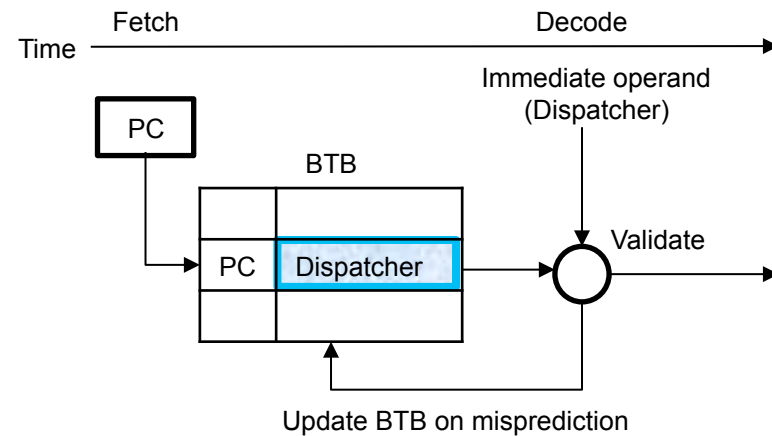 Fetch
Decode
Time
Immediate operand
(Dispatcher)
PC
BTB
PC
Dispatcher
Validate
Update BTB on misprediction